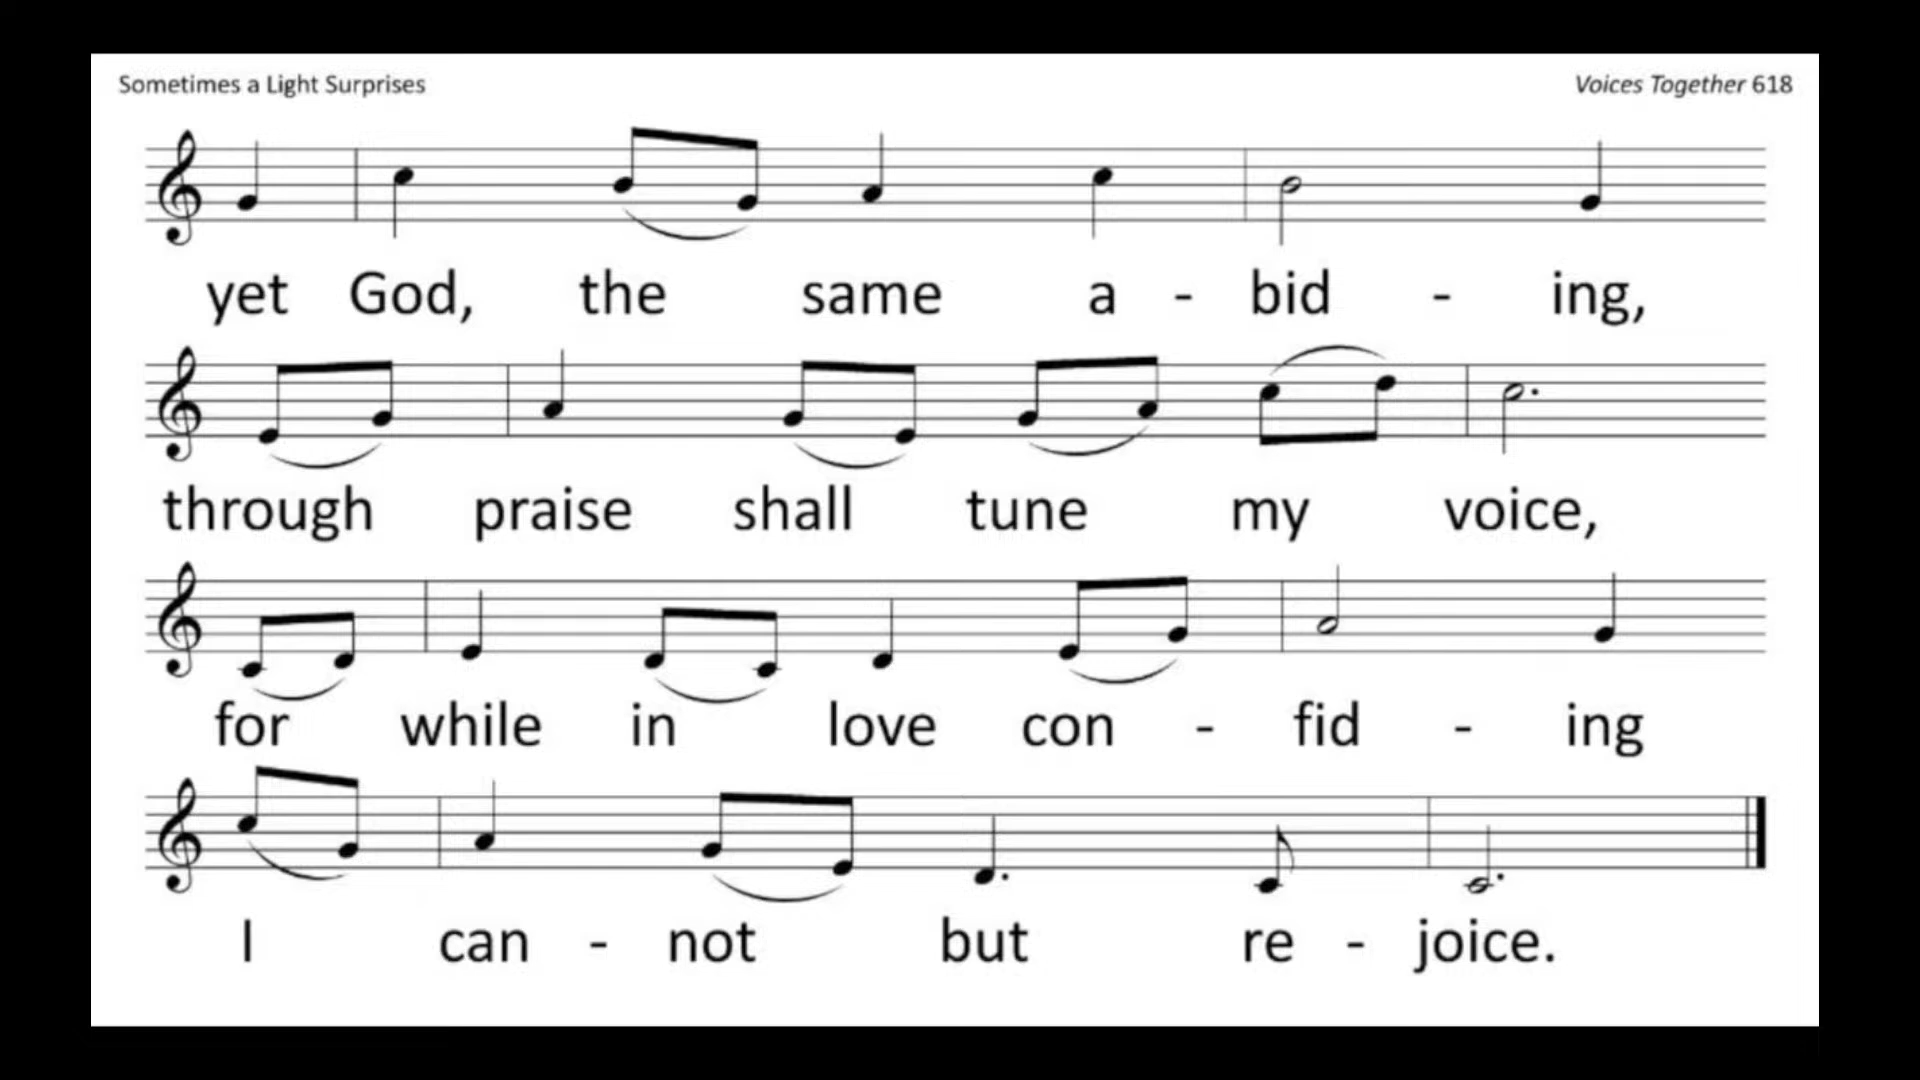 Sometimes a Light Surprises
Voices Together 618
yet God, the same a - bid - ing,
through praise shall tune my voice,
for while in love con - fid - ing
I can - not but re - joice.